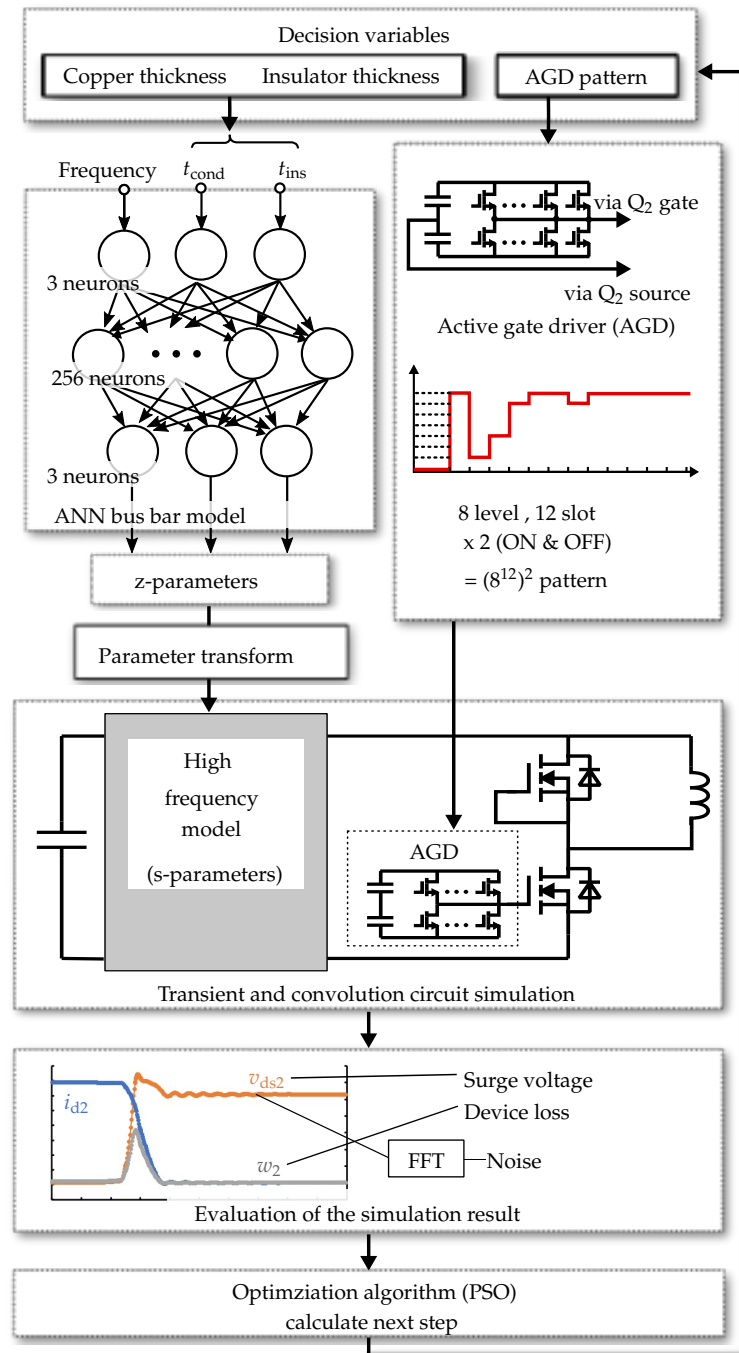 Decision variables
Copper thickness Insulator thickness
AGD pattern
Frequency
t_cond
t_ins
3 neurons
256 neurons
3 neurons
ANN bus bar model
z-parameters
Parameter transform
via Q₂ gate
via Q₂ source
Active gate driver (AGD)
8 level , 12 slot
x 2 (ON & OFF)
= (8¹²)² pattern
High
frequency
model
(s-parameters)
AGD
Transient and convolution circuit simulation
i_d2
v_ds2
w₂
Surge voltage
Device loss
FFT
Noise
Evaluation of the simulation result
Optimziation algorithm (PSO)
calculate next step